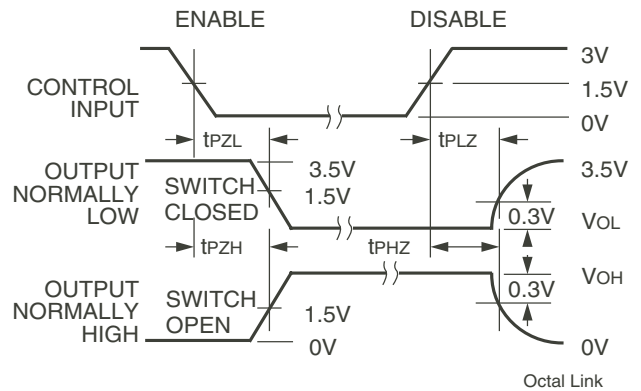 ENABLE DISABLE
3V
CONTROL
INPUT
1.5V
0V
tPZL tPLZ
OUTPUT
NORMALLY
LOW
SWITCH
CLOSED
3.5V
1.5V
3.5V
0.3V
VOL
tPZH tPHZ
OUTPUT
NORMALLY
HIGH
SWITCH
OPEN
1.5V
0V
VOH
0.3V
0V
Octal Link